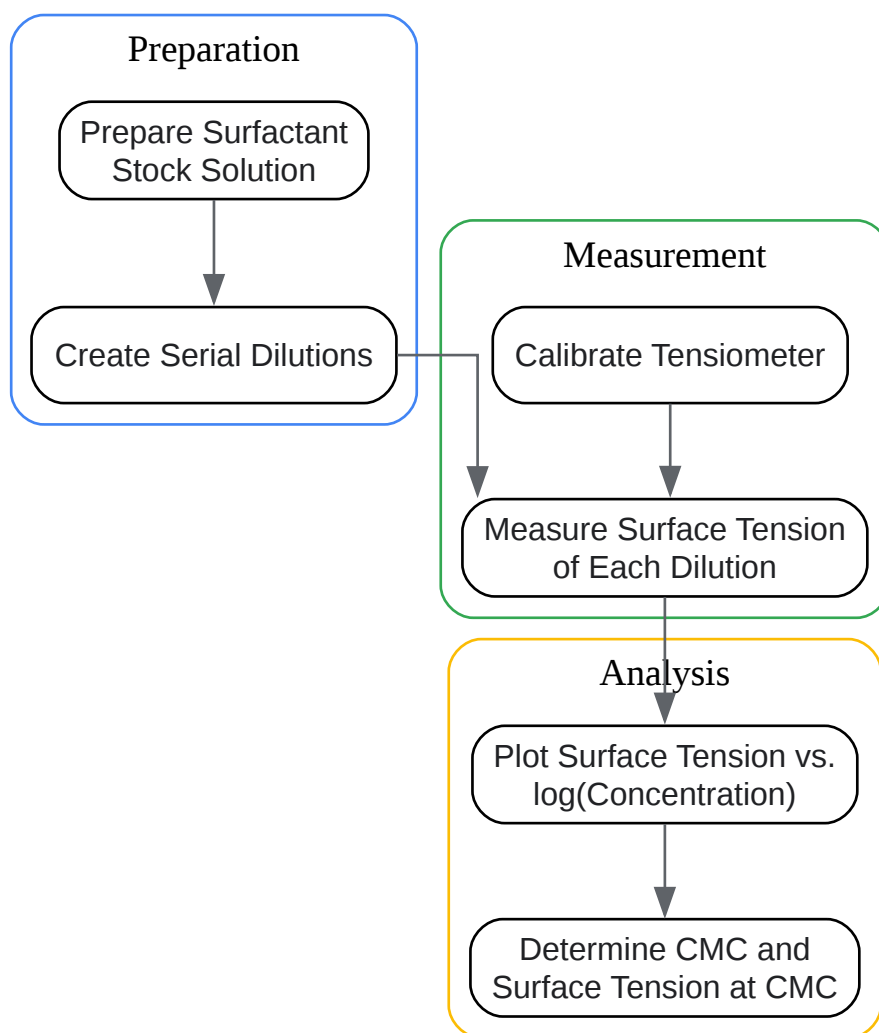 Preparation
Prepare Surfactant
Stock Solution
Create Serial Dilutions
Measurement
Calibrate Tensiometer
Measure Surface Tension
of Each Dilution
Analysis
Plot Surface Tension vs.
log(Concentration)
Determine CMC and
Surface Tension at CMC